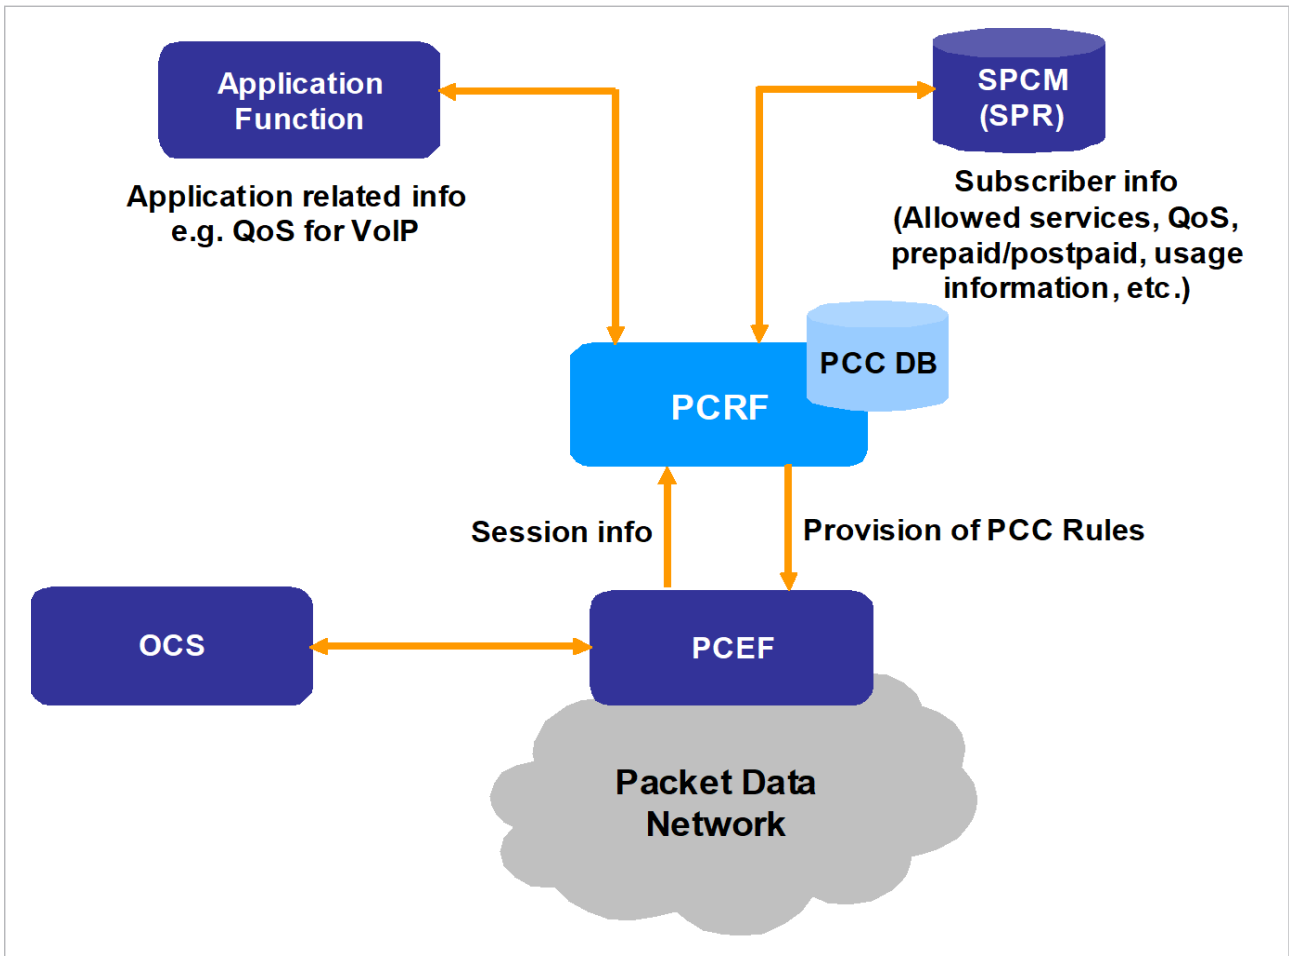 Application
Function
SPCM
(SPR)
Application related info
e.g. QoS for VoIP
Subscriber info
(Allowed services, QoS,
prepaid/postpaid, usage
information, etc.)
PCC DB
PCRF
Session info
Provision of PCC Rules
OCS
PCEF
Packet Data
Network